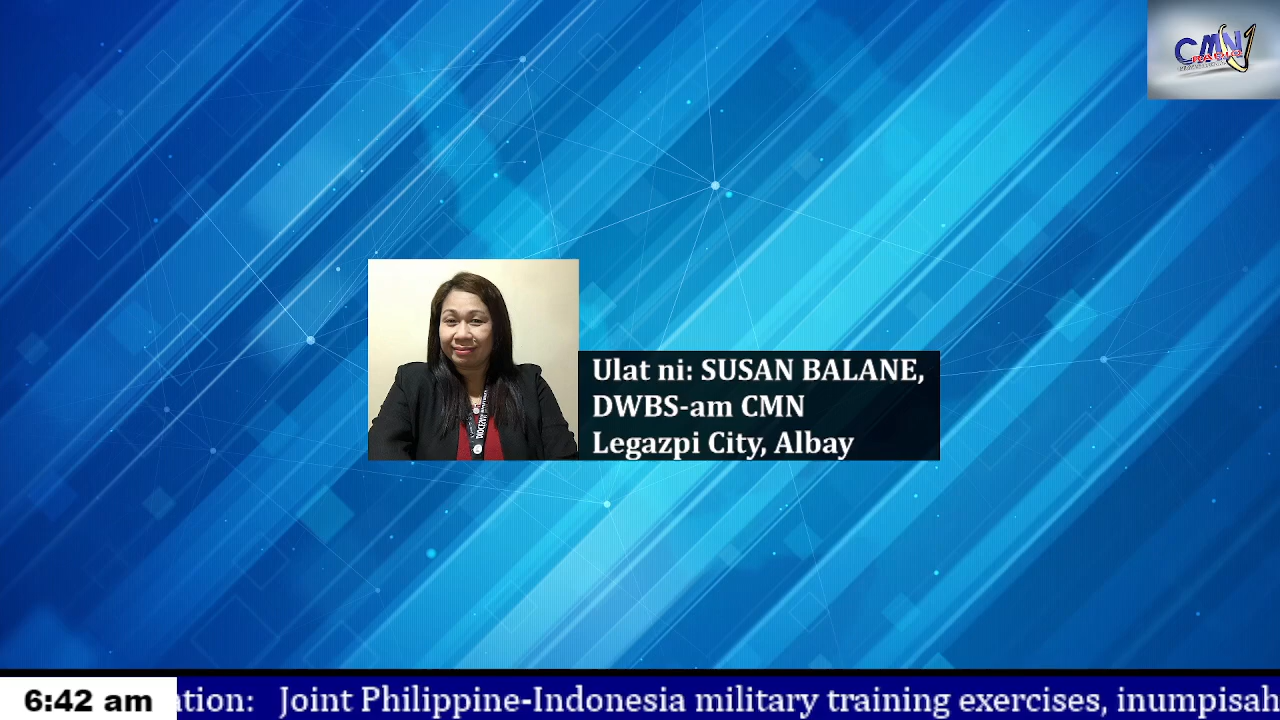 CMN
Ulat ni: SUSAN BALANE,
DWBS-am CMN
Legazpi City, Albay
6:42 am
ation: Joint Philippine-Indonesia military training exercises, inumpisah